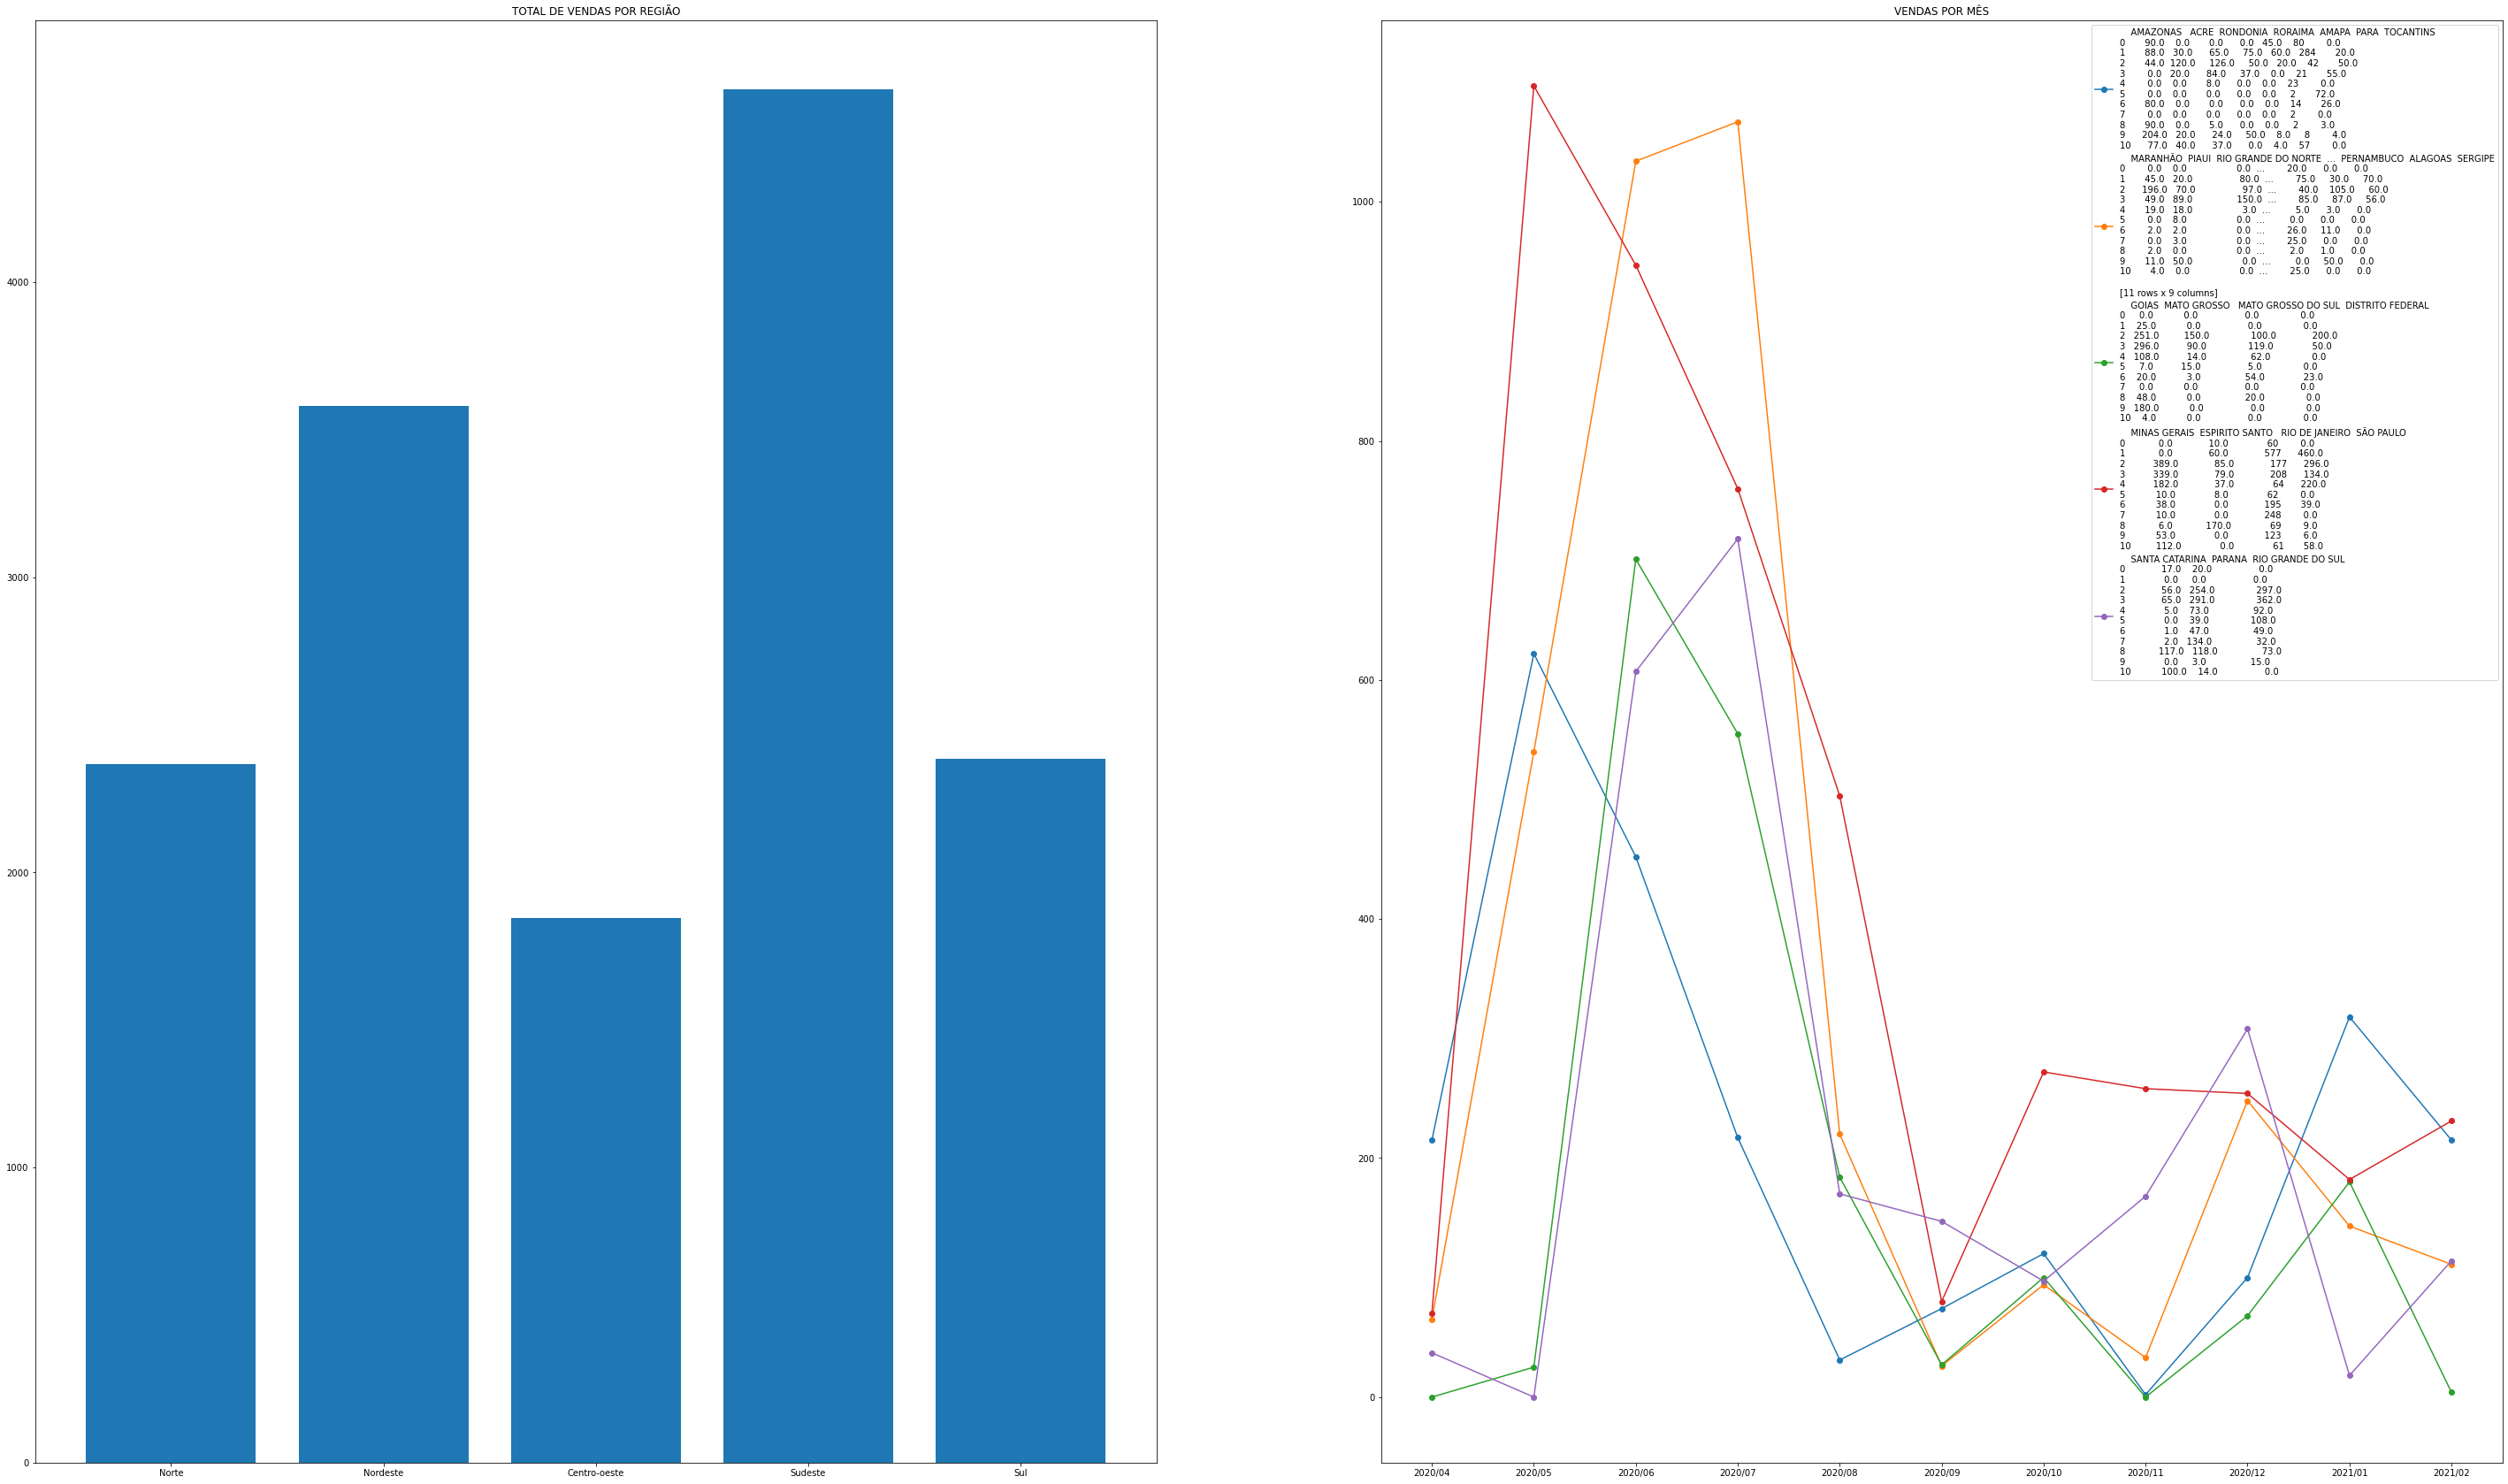 TOTAL DE VENDAS POR REGIÃO
4000
3000
2000
1000
0
Norte Nordeste Centro-oeste Sudeste Sul
VENDAS POR MÊS
AMAZONAS ACRE RONDONIA RORAIMA AMAPA PARA TOCANTINS
0 90.0 0.0 0.0 0.0 45.0 80 0.0
1 88.0 30.0 65.0 75.0 60.0 284 20.0
2 44.0 120.0 126.0 50.0 20.0 42 50.0
3 0.0 20.0 84.0 37.0 0.0 21 55.0
4 0.0 0.0 8.0 0.0 0.0 23 0.0
5 0.0 0.0 0.0 0.0 0.0 2 72.0
6 80.0 0.0 0.0 0.0 0.0 14 26.0
7 0.0 0.0 0.0 0.0 0.0 2 0.0
8 90.0 0.0 5.0 0.0 0.0 2 3.0
9 204.0 20.0 24.0 50.0 8.0 8 4.0
10 77.0 40.0 37.0 0.0 4.0 57 0.0
MARANHÃO PIAUI RIO GRANDE DO NORTE ... PERNAMBUCO ALAGOAS SERGIPE
0 0.0 0.0 0.0 ... 20.0 0.0 0.0
1 45.0 20.0 80.0 ... 75.0 30.0 70.0
2 196.0 70.0 97.0 ... 40.0 105.0 60.0
3 49.0 89.0 150.0 ... 85.0 87.0 56.0
4 19.0 18.0 3.0 ... 5.0 3.0 0.0
5 0.0 8.0 0.0 ... 0.0 0.0 0.0
6 2.0 2.0 0.0 ... 26.0 11.0 0.0
7 0.0 3.0 0.0 ... 25.0 0.0 0.0
8 2.0 0.0 0.0 ... 2.0 1.0 0.0
9 11.0 50.0 0.0 ... 0.0 50.0 0.0
10 4.0 0.0 0.0 ... 25.0 0.0 0.0
[11 rows x 9 columns]
GOIAS MATO GROSSO MATO GROSSO DO SUL DISTRITO FEDERAL
0 0.0 0.0 0.0 0.0
1 25.0 0.0 0.0 0.0
2 251.0 150.0 100.0 200.0
3 296.0 90.0 119.0 50.0
4 108.0 14.0 62.0 0.0
5 7.0 15.0 5.0 0.0
6 20.0 3.0 54.0 23.0
7 0.0 0.0 0.0 0.0
8 48.0 0.0 20.0 0.0
9 180.0 0.0 0.0 0.0
10 4.0 0.0 0.0 0.0
MINAS GERAIS ESPIRITO SANTO RIO DE JANEIRO SÃO PAULO
0 0.0 10.0 60 0.0
1 0.0 60.0 577 460.0
2 389.0 85.0 177 296.0
3 339.0 79.0 208 134.0
4 182.0 37.0 64 220.0
5 10.0 8.0 62 0.0
6 38.0 0.0 195 39.0
7 10.0 0.0 248 0.0
8 6.0 170.0 69 9.0
9 53.0 0.0 123 6.0
10 112.0 0.0 61 58.0
SANTA CATARINA PARANA RIO GRANDE DO SUL
0 17.0 20.0 0.0
1 0.0 0.0 0.0
2 56.0 254.0 297.0
3 65.0 291.0 362.0
4 5.0 73.0 92.0
5 0.0 39.0 108.0
6 1.0 47.0 49.0
7 2.0 134.0 32.0
8 117.0 118.0 73.0
9 0.0 3.0 15.0
10 100.0 14.0 0.0
1000
800
600
400
200
0
2020/04 2020/05 2020/06 2020/07 2020/08 2020/09 2020/10 2020/11 2020/12 2021/01 2021/02